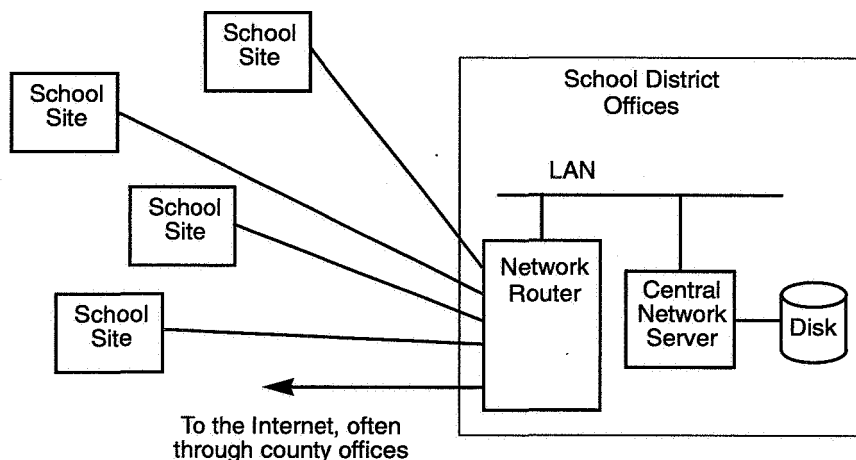 School
Site
School
Site
School
Site
School
Site
To the Internet, often
through county offices
School District
Offices
LAN
Network
Router
Central
Network
Server
Disk